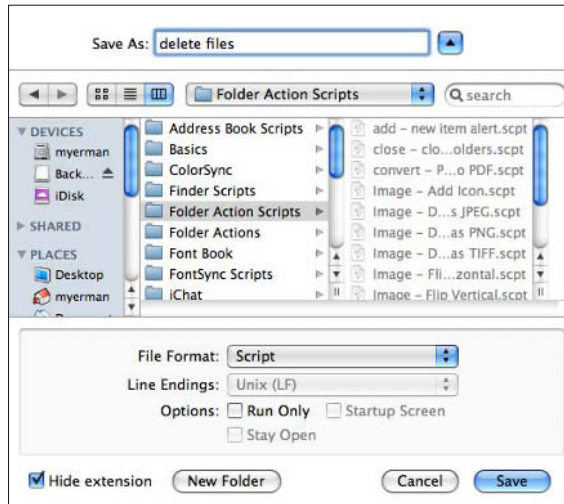 Save As: delete files
Folder Action Scripts
search
DEVICES
myerman
Back...
iDisk
SHARED
PLACES
Desktop
myerman
Address Book Scripts
Basics
ColorSync
Finder Scripts
Folder Action Scripts
Folder Actions
Font Book
FontSync Scripts
iChat
add – new item alert.scpt
close – clo...olders.scpt
convert – P...o PDF.scpt
Image – Add Icon.scpt
Image – D...s JPEG.scpt
Image – D...as PNG.scpt
Image – D...as TIFF.scpt
Image – Fli...zontal.scpt
Image – Flip Vertical.scpt
File Format: Script
Line Endings: Unix (LF)
Options: Run Only Startup Screen
Stay Open
Hide extension New Folder Cancel Save